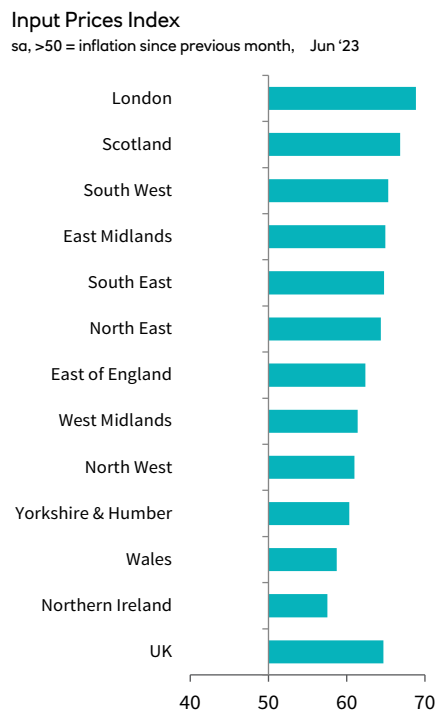 Input Prices Index
sa, >50 = inflation since previous month, Jun ‘23
London
Scotland
South West
East Midlands
South East
North East
East of England
West Midlands
North West
Yorkshire & Humber
Wales
Northern Ireland
UK
40 50 60 70